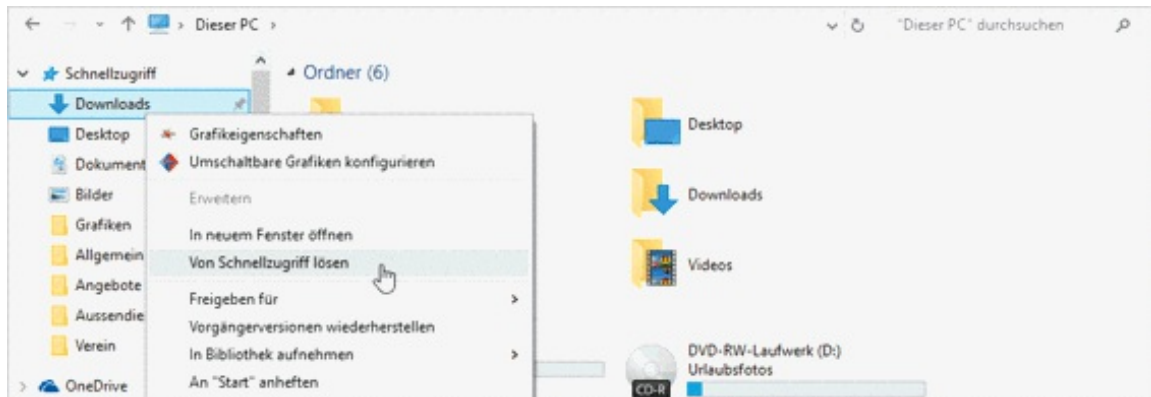 Dieser PC
"Dieser PC" durchsuchen
Schnellzugriff
Downloads
Desktop
Dokument
Bilder
Grafiken
Allgemein
Angebote
Aussendie
Verein
OneDrive
Grafikeigenschaften
Umschaltbare Grafiken konfigurieren
Erweitern
In neuem Fenster öffnen
Von Schnellzugriff lösen
Freigeben für
Vorgängerversionen wiederherstellen
In Bibliothek aufnehmen
An "Start" anheften
Ordner (6)
Desktop
Downloads
Videos
DVD-RW-Laufwerk (D:)
Urlaubsfotos
CD-R